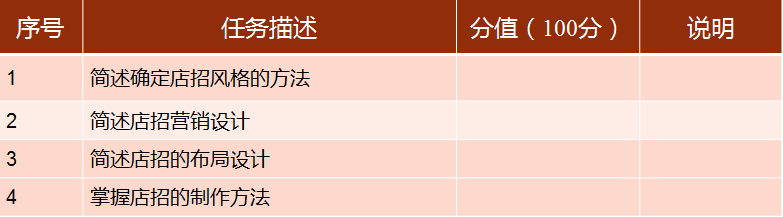 序号 任务描述 分值（100分） 说明
1 简述确定店招风格的方法
2 简述店招营销设计
3 简述店招的布局设计
4 掌握店招的制作方法